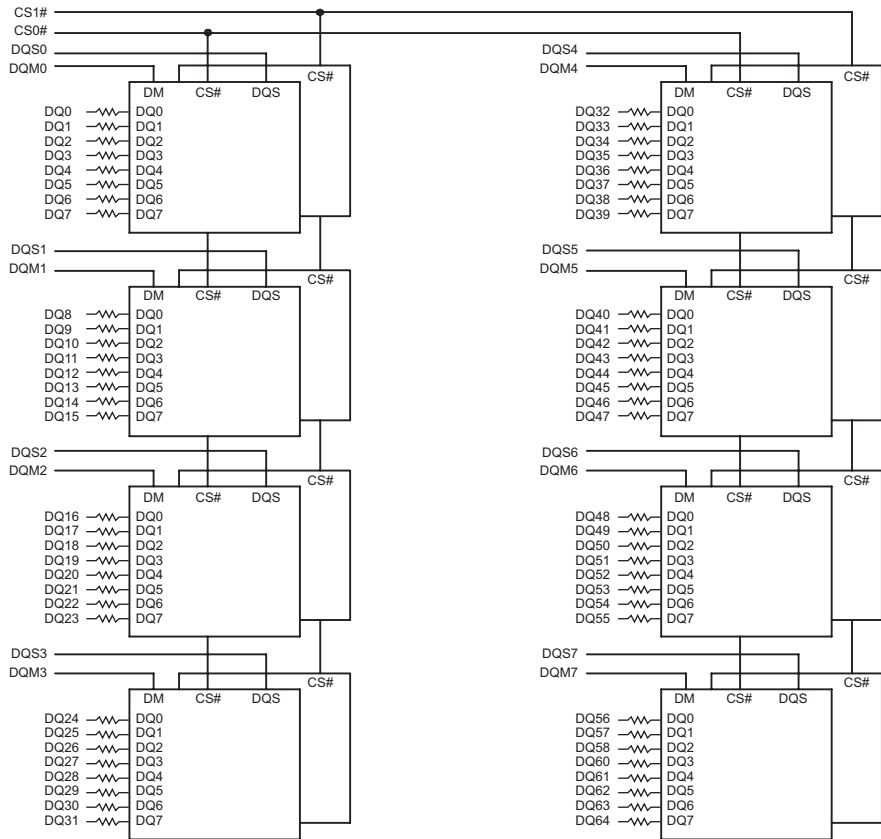 CS1#
CS0#
DQS0
DQM0
CS#
DM CS# DQS
DQ0 DQ0
DQ1 DQ1
DQ2 DQ2
DQ3 DQ3
DQ4 DQ4
DQ5 DQ5
DQ6 DQ6
DQ7 DQ7
DQS1
DQM1
CS#
DM CS# DQS
DQ8 DQ0
DQ9 DQ1
DQ10 DQ2
DQ11 DQ3
DQ12 DQ4
DQ13 DQ5
DQ14 DQ6
DQ15 DQ7
DQS2
DQM2
CS#
DM CS# DQS
DQ16 DQ0
DQ17 DQ1
DQ18 DQ2
DQ19 DQ3
DQ20 DQ4
DQ21 DQ5
DQ22 DQ6
DQ23 DQ7
DQS3
DQM3
CS#
DM CS# DQS
DQ24 DQ0
DQ25 DQ1
DQ26 DQ2
DQ27 DQ3
DQ28 DQ4
DQ29 DQ5
DQ30 DQ6
DQ31 DQ7
DQS4
DQM4
CS#
DM CS# DQS
DQ32 DQ0
DQ33 DQ1
DQ34 DQ2
DQ35 DQ3
DQ36 DQ4
DQ37 DQ5
DQ38 DQ6
DQ39 DQ7
DQS5
DQM5
CS#
DM CS# DQS
DQ40 DQ0
DQ41 DQ1
DQ42 DQ2
DQ43 DQ3
DQ44 DQ4
DQ45 DQ5
DQ46 DQ6
DQ47 DQ7
DQS6
DQM6
CS#
DM CS# DQS
DQ48 DQ0
DQ49 DQ1
DQ50 DQ2
DQ51 DQ3
DQ52 DQ4
DQ53 DQ5
DQ54 DQ6
DQ55 DQ7
DQS7
DQM7
CS#
DM CS# DQS
DQ56 DQ0
DQ57 DQ1
DQ58 DQ2
DQ60 DQ3
DQ61 DQ4
DQ62 DQ5
DQ63 DQ6
DQ64 DQ7